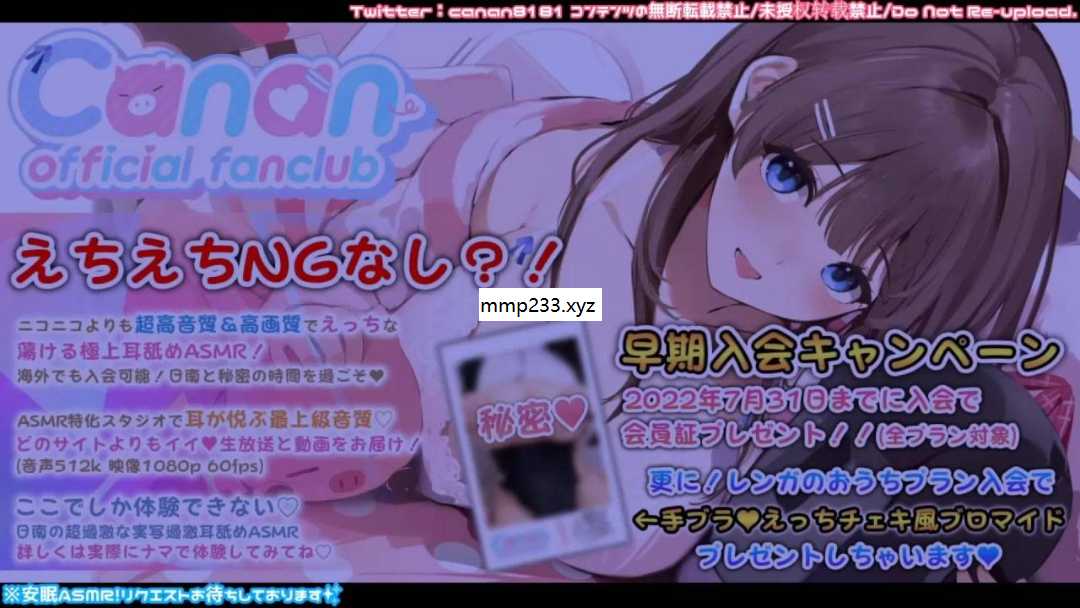 Twitter：canan8181 コンテンツの無断転載禁止/未授权转载禁止/Do Not Re-upload.
Canan
official fanclub
えちえちNGなし？！
mmp233.xyz
ニコニコよりも超高音質＆高画質でえっちな
蕩ける極上耳舐めASMR！
海外でも入会可能！日南と秘密の時間を過ごそ♥
ASMR特化スタジオで耳が悦ぶ最上級音質♡
どのサイトよりもイイ♥生放送と動画をお届け！
(音声512k 映像1080p 60fps)
ここでしか体験できない♡
日南の超過激な実写過激耳舐めASMR
詳しくは実際にナマで体験してみてね♡
秘密♥
早期入会キャンペーン
2022年7月31日までに入会で
会員証プレゼント！！(全プラン対象)
更に！レンガのおうちプラン入会で
←手ブラ♥えっちチェキ風ブロマイド
プレゼントしちゃいます♥
※安眠ASMR!リクエストお待ちしております